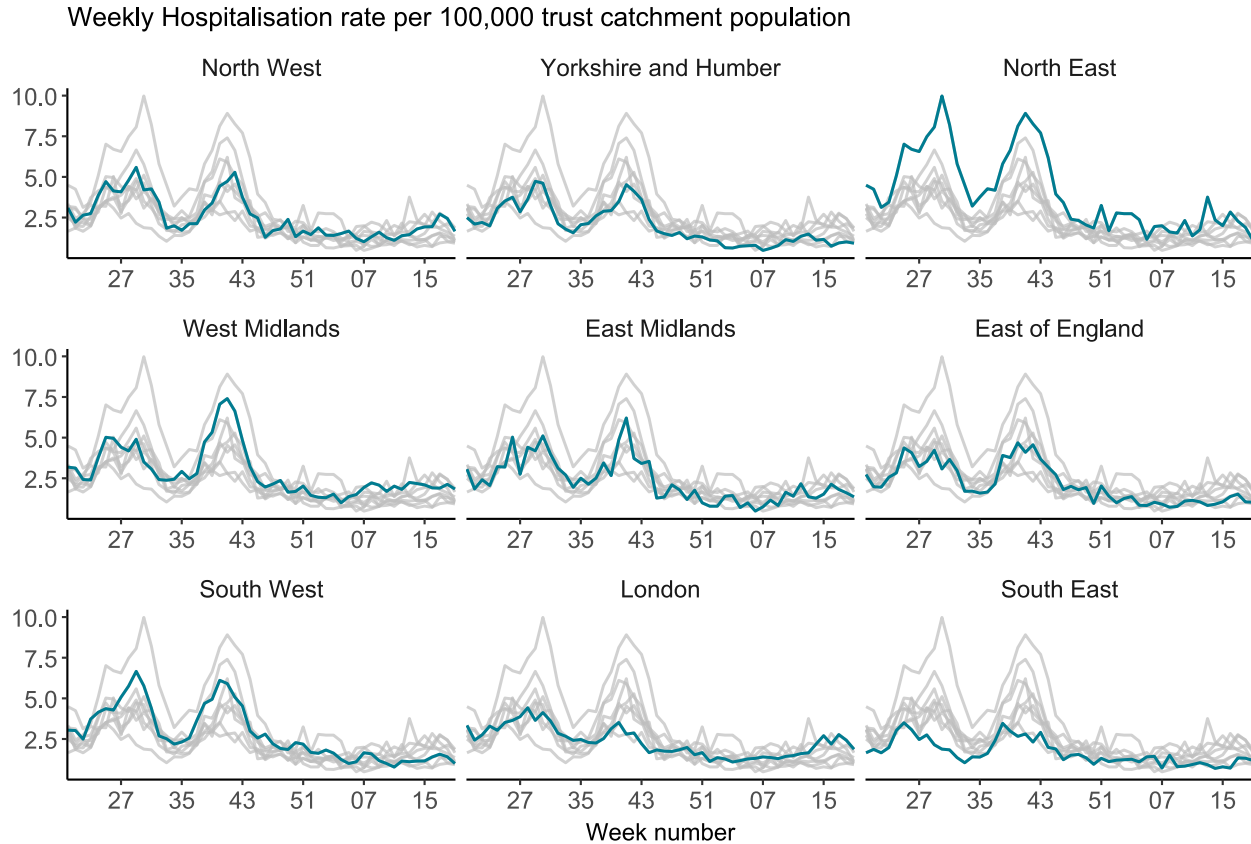 Weekly Hospitalisation rate per 100,000 trust catchment population
North West Yorkshire and Humber North East
10.0
7.5
5.0
2.5
27 35 43 51 07 15 27 35 43 51 07 15 27 35 43 51 07 15
West Midlands East Midlands East of England
10.0
7.5
5.0
2.5
27 35 43 51 07 15 27 35 43 51 07 15 27 35 43 51 07 15
South West London South East
10.0
7.5
5.0
2.5
27 35 43 51 07 15 27 35 43 51 07 15 27 35 43 51 07 15
Week number